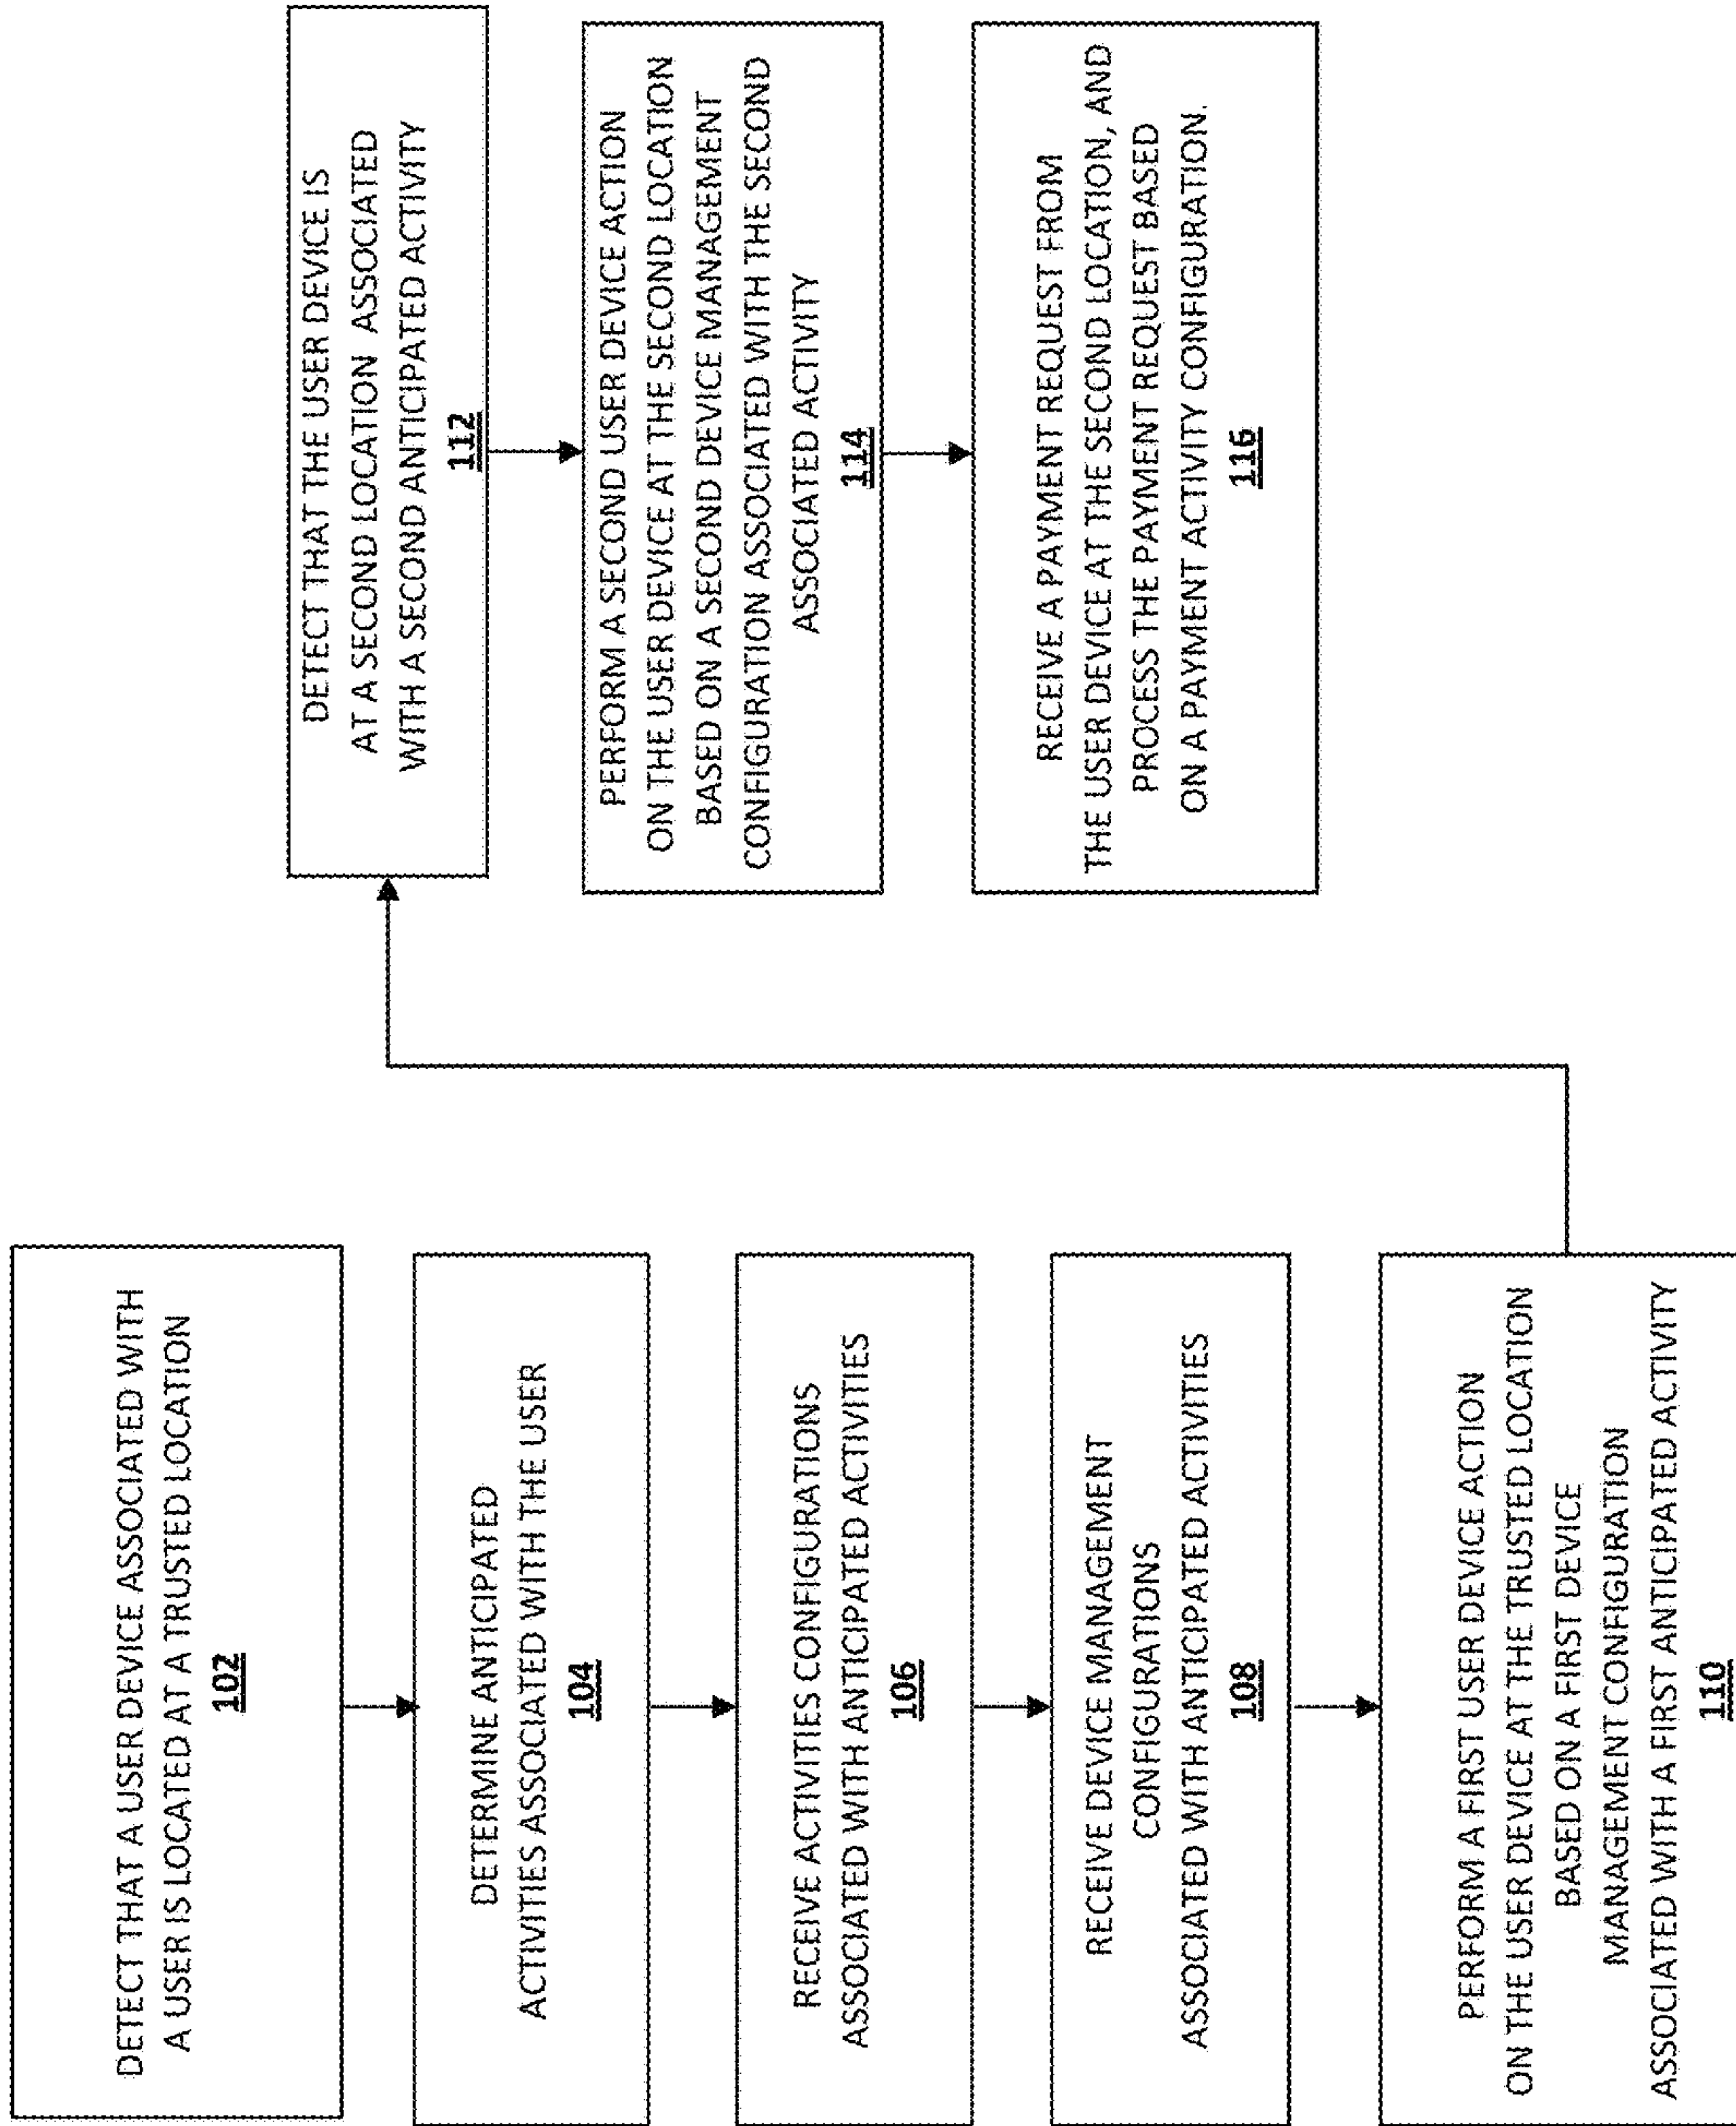 DETECT THAT A USER DEVICE ASSOCIATED WITH
A USER IS LOCATED AT A TRUSTED LOCATION
102
DETERMINE ANTICIPATED
ACTIVITIES ASSOCIATED WITH THE USER
104
RECEIVE ACTIVITIES CONFIGURATIONS
ASSOCIATED WITH ANTICIPATED ACTIVITIES
106
RECEIVE DEVICE MANAGEMENT
CONFIGURATIONS
ASSOCIATED WITH ANTICIPATED ACTIVITIES
108
PERFORM A FIRST USER DEVICE ACTION
ON THE USER DEVICE AT THE TRUSTED LOCATION
BASED ON A FIRST DEVICE
MANAGEMENT CONFIGURATION
ASSOCIATED WITH A FIRST ANTICIPATED ACTIVITY
110
DETECT THAT THE USER DEVICE IS
AT A SECOND LOCATION ASSOCIATED
WITH A SECOND ANTICIPATED ACTIVITY
112
PERFORM A SECOND USER DEVICE ACTION
ON THE USER DEVICE AT THE SECOND LOCATION
BASED ON A SECOND DEVICE MANAGEMENT
CONFIGURATION ASSOCIATED WITH THE SECOND
ASSOCIATED ACTIVITY
114
RECEIVE A PAYMENT REQUEST FROM
THE USER DEVICE AT THE SECOND LOCATION, AND
PROCESS THE PAYMENT REQUEST BASED
ON A PAYMENT ACTIVITY CONFIGURATION.
116